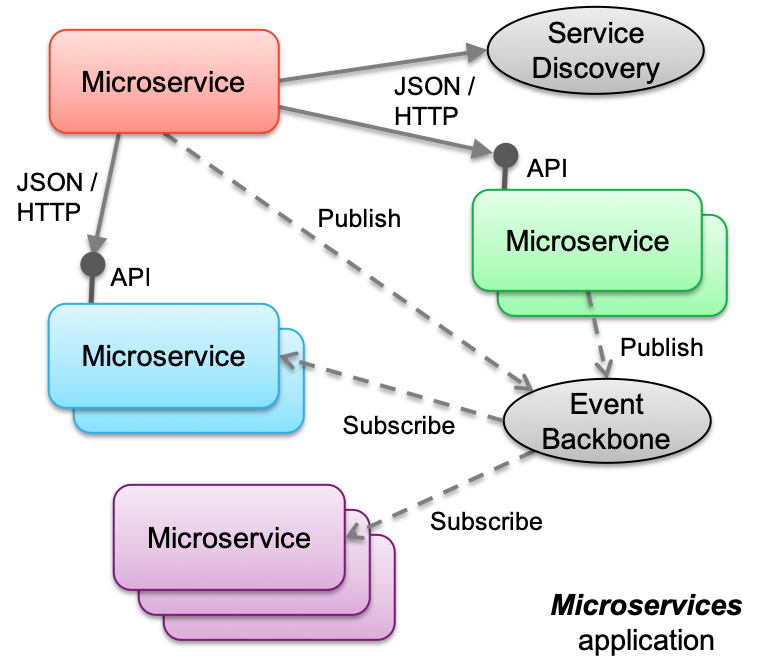 Microservice
Service
Discovery
JSON /
HTTP
JSON /
HTTP
API
Publish
Microservice
API
Microservice
Publish
Subscribe
Event
Backbone
Subscribe
Microservice
Microservices
application